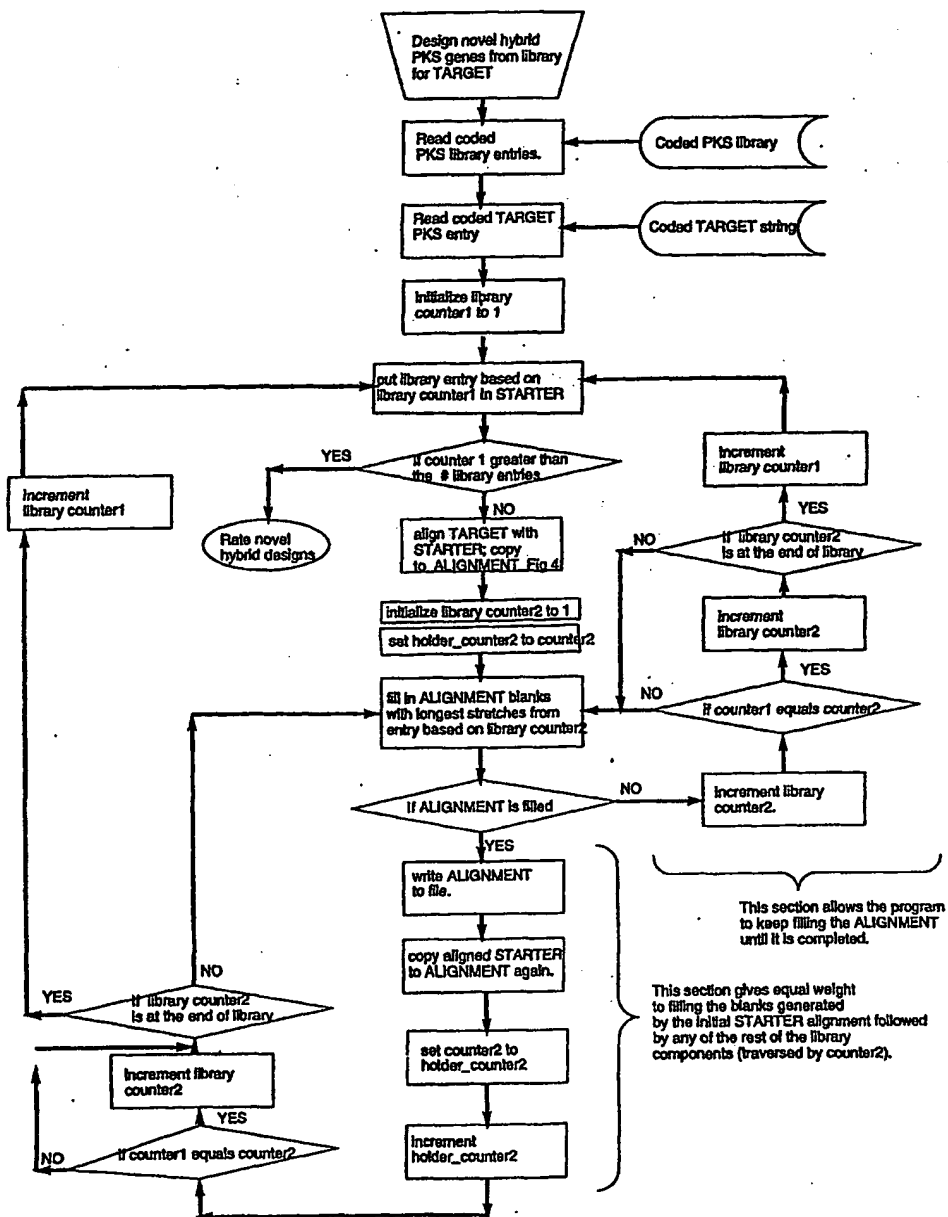 Design novel hybrid
PKS genes from library
for TARGET
Read coded
PKS library entries.
Coded PKS library
Read coded TARGET
PKS entry
Coded TARGET string
Initialize library
counter1 to 1
put library entry based on
library counter1 in STARTER
Increment
library counter1
YES
If counter 1 greater than
the # library entries
Increment
library counter1
NO
YES
Rate novel
hybrid designs
align TARGET with
STARTER; copy
to ALIGNMENT Fig 4
NO
If library counter2
is at the end of library
initialize library counter2 to 1
set holder_counter2 to counter2
Increment
library counter2
YES
fill in ALIGNMENT blanks
with longest stretches from
entry based on library counter2
NO
If counter1 equals counter2
If ALIGNMENT is filled
NO
Increment library
counter2.
YES
write ALIGNMENT
to file.
This section allows the program
to keep filling the ALIGNMENT
until it is completed.
copy aligned STARTER
to ALIGNMENT again.
NO
YES
If library counter2
is at the end of library
This section gives equal weight
to filling the blanks generated
by the initial STARTER alignment followed
by any of the rest of the library
components (traversed by counter2).
set counter2 to
holder_counter2
Increment library
counter2
YES
NO
If counter1 equals counter2
Increment
holder_counter2